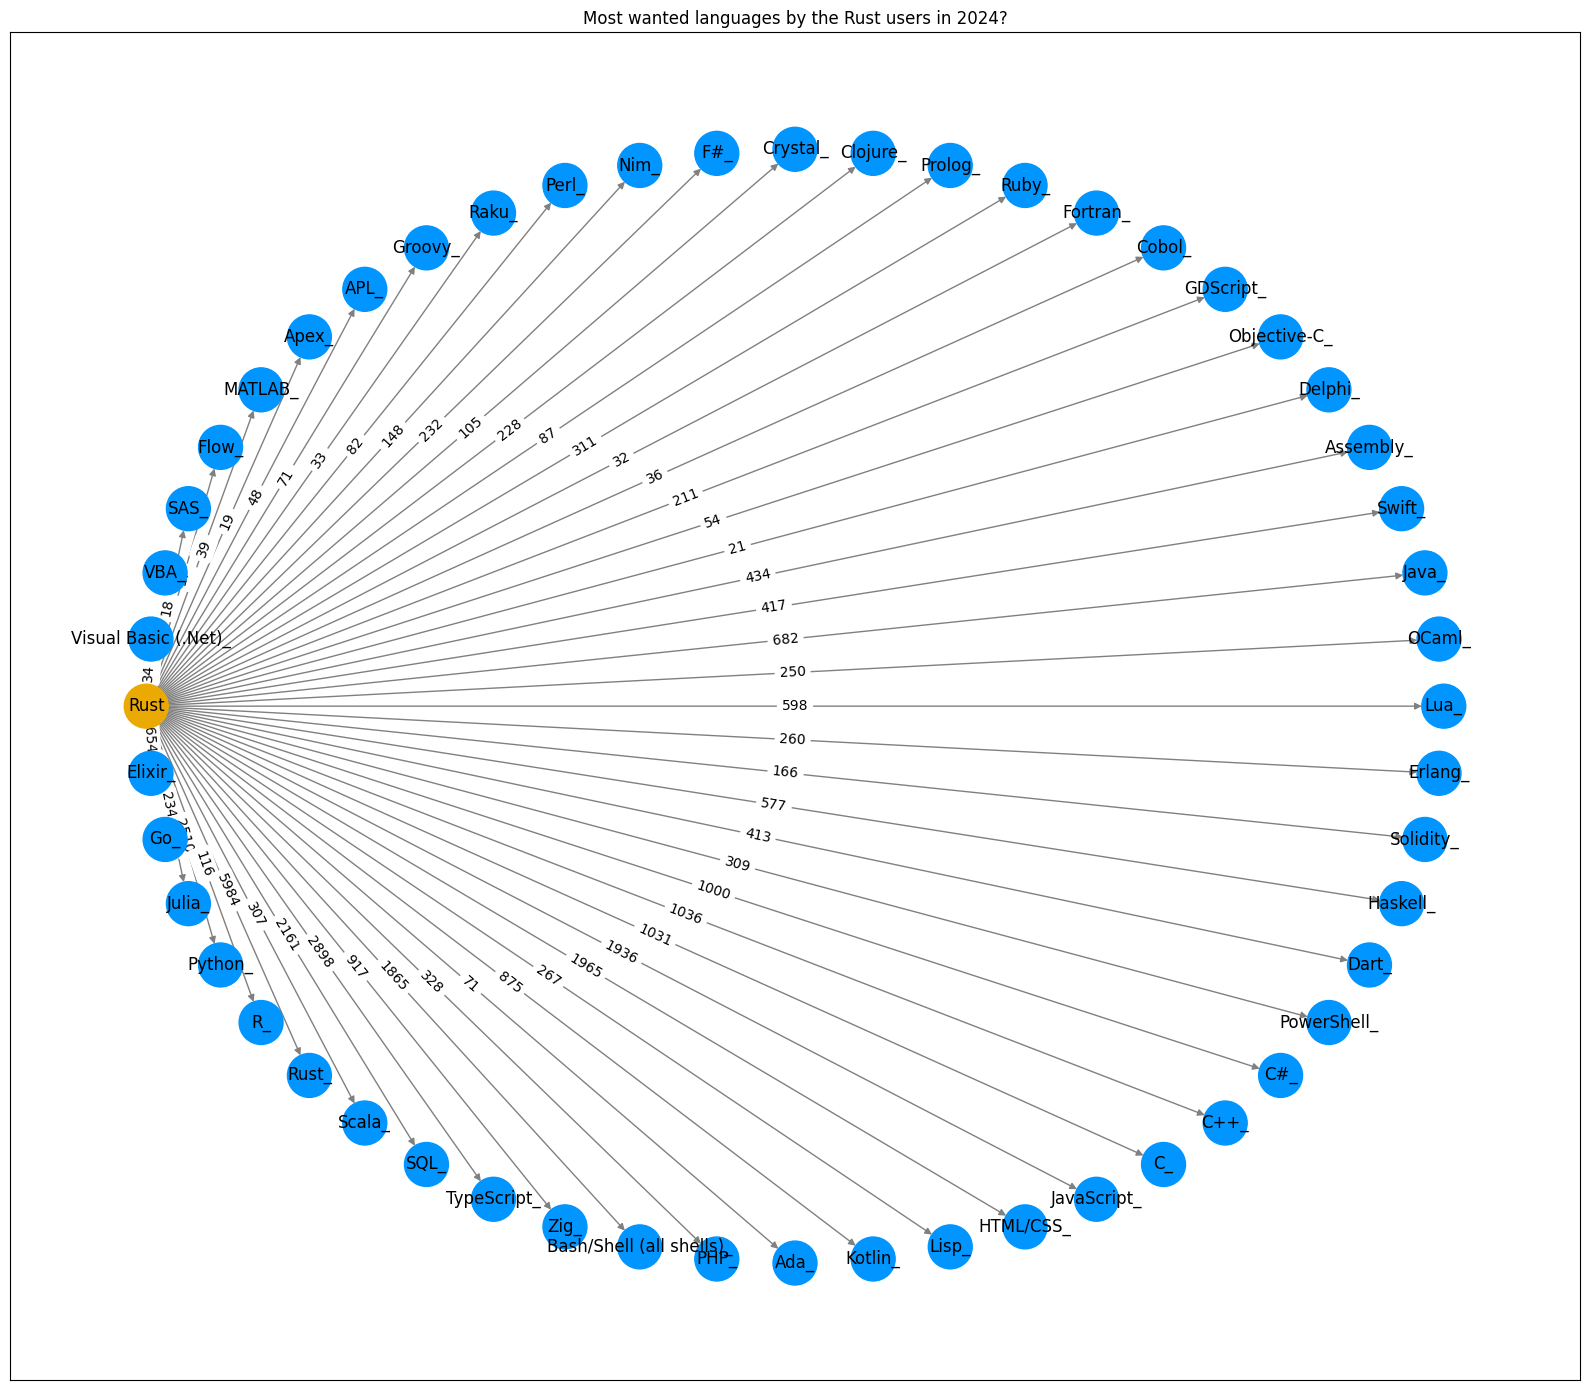 Most wanted languages by the Rust users in 2024?
Crystal_
F#_
Clojure_
Nim_
Prolog_
Perl_
Ruby_
Raku_
Fortran_
Groovy_
Cobol_
APL_
GDScript_
Apex_
Objective-C_
MATLAB_
Delphi_
Flow_
Assembly_
SAS_
Swift_
VBA_
Java_
Visual Basic (.Net)_
OCaml_
Rust
Lua_
Elixir_
Erlang_
Go_
Solidity_
Julia_
Haskell_
Python_
Dart_
R_
PowerShell_
Rust_
C#_
Scala_
C++_
SQL_
C_
TypeScript_
JavaScript_
Zig_
HTML/CSS_
Bash/Shell (all shells)_
Lisp_
PHP_
Kotlin_
Ada_
34
18
39
19
48
71
33
82
148
232
105
228
87
311
32
36
211
54
21
434
417
682
250
598
260
166
577
413
309
1000
1036
1031
1936
1965
267
875
71
328
1865
917
2898
2161
307
5984
116
234
654